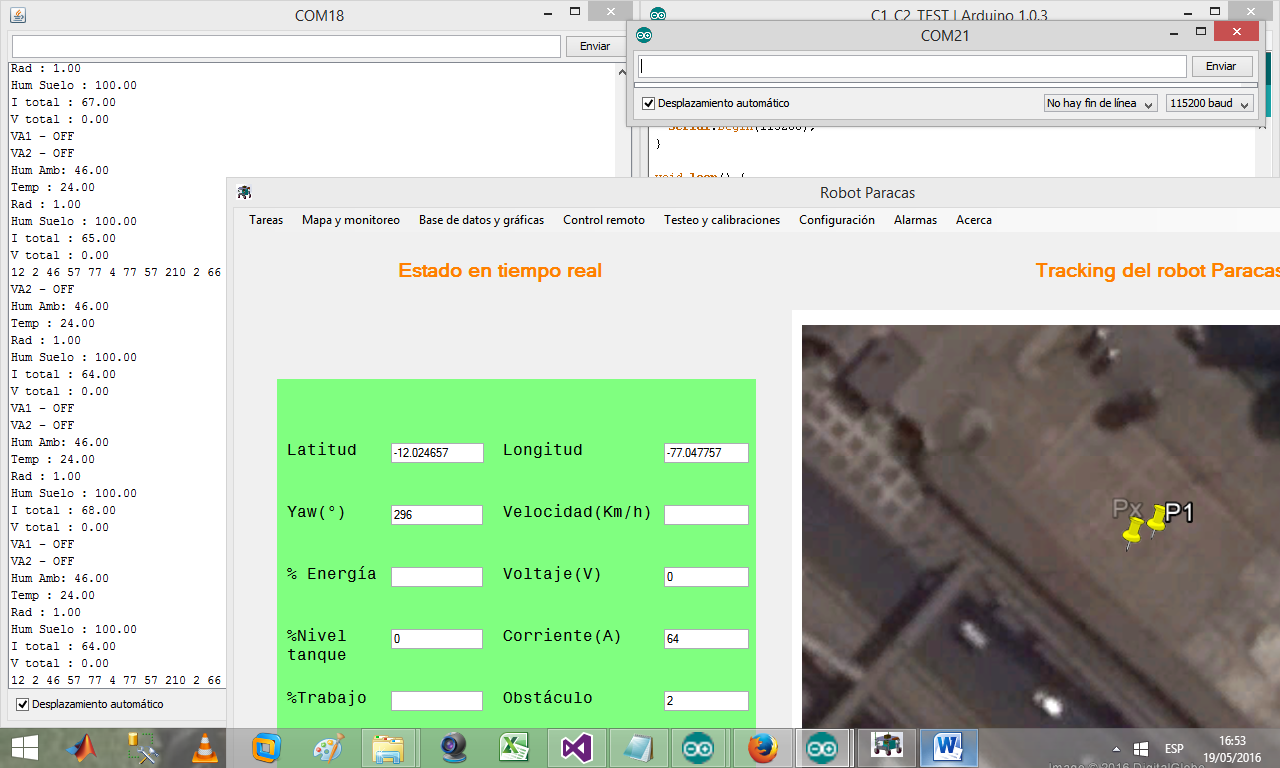 COM18
Enviar
Rad : 1.00
Hum Suelo : 100.00
I total : 67.00
V total : 0.00
VA1 - OFF
VA2 - OFF
Hum Amb: 46.00
Temp : 24.00
Rad : 1.00
Hum Suelo : 100.00
I total : 65.00
V total : 0.00
12 2 46 57 77 4 77 57 210 2 66
VA2 - OFF
Hum Amb: 46.00
Temp : 24.00
Rad : 1.00
Hum Suelo : 100.00
I total : 64.00
V total : 0.00
VA1 - OFF
VA2 - OFF
Hum Amb: 46.00
Temp : 24.00
Rad : 1.00
Hum Suelo : 100.00
I total : 68.00
V total : 0.00
VA1 - OFF
VA2 - OFF
Hum Amb: 46.00
Temp : 24.00
Rad : 1.00
Hum Suelo : 100.00
I total : 64.00
V total : 0.00
12 2 46 57 77 4 77 57 210 2 66
Desplazamiento automático
C1_C2_TEST | Arduino 1.0.3
COM21
Enviar
Desplazamiento automático
No hay fin de línea
115200 baud
Serial.begin(115200);
}
void loop() {
Robot Paracas
Tareas Mapa y monitoreo Base de datos y gráficas Control remoto Testeo y calibraciones Configuración Alarmas Acerca
Estado en tiempo real
Tracking del robot Paracas
Latitud -12.024657 Longitud -77.047757
Yaw(°) 296 Velocidad(Km/h)
% Energía Voltaje(V) 0
%Nivel tanque 0 Corriente(A) 64
%Trabajo Obstáculo 2
Px P1
ESP
16:53
19/05/2016
Image © 2016 DigitalGlobe